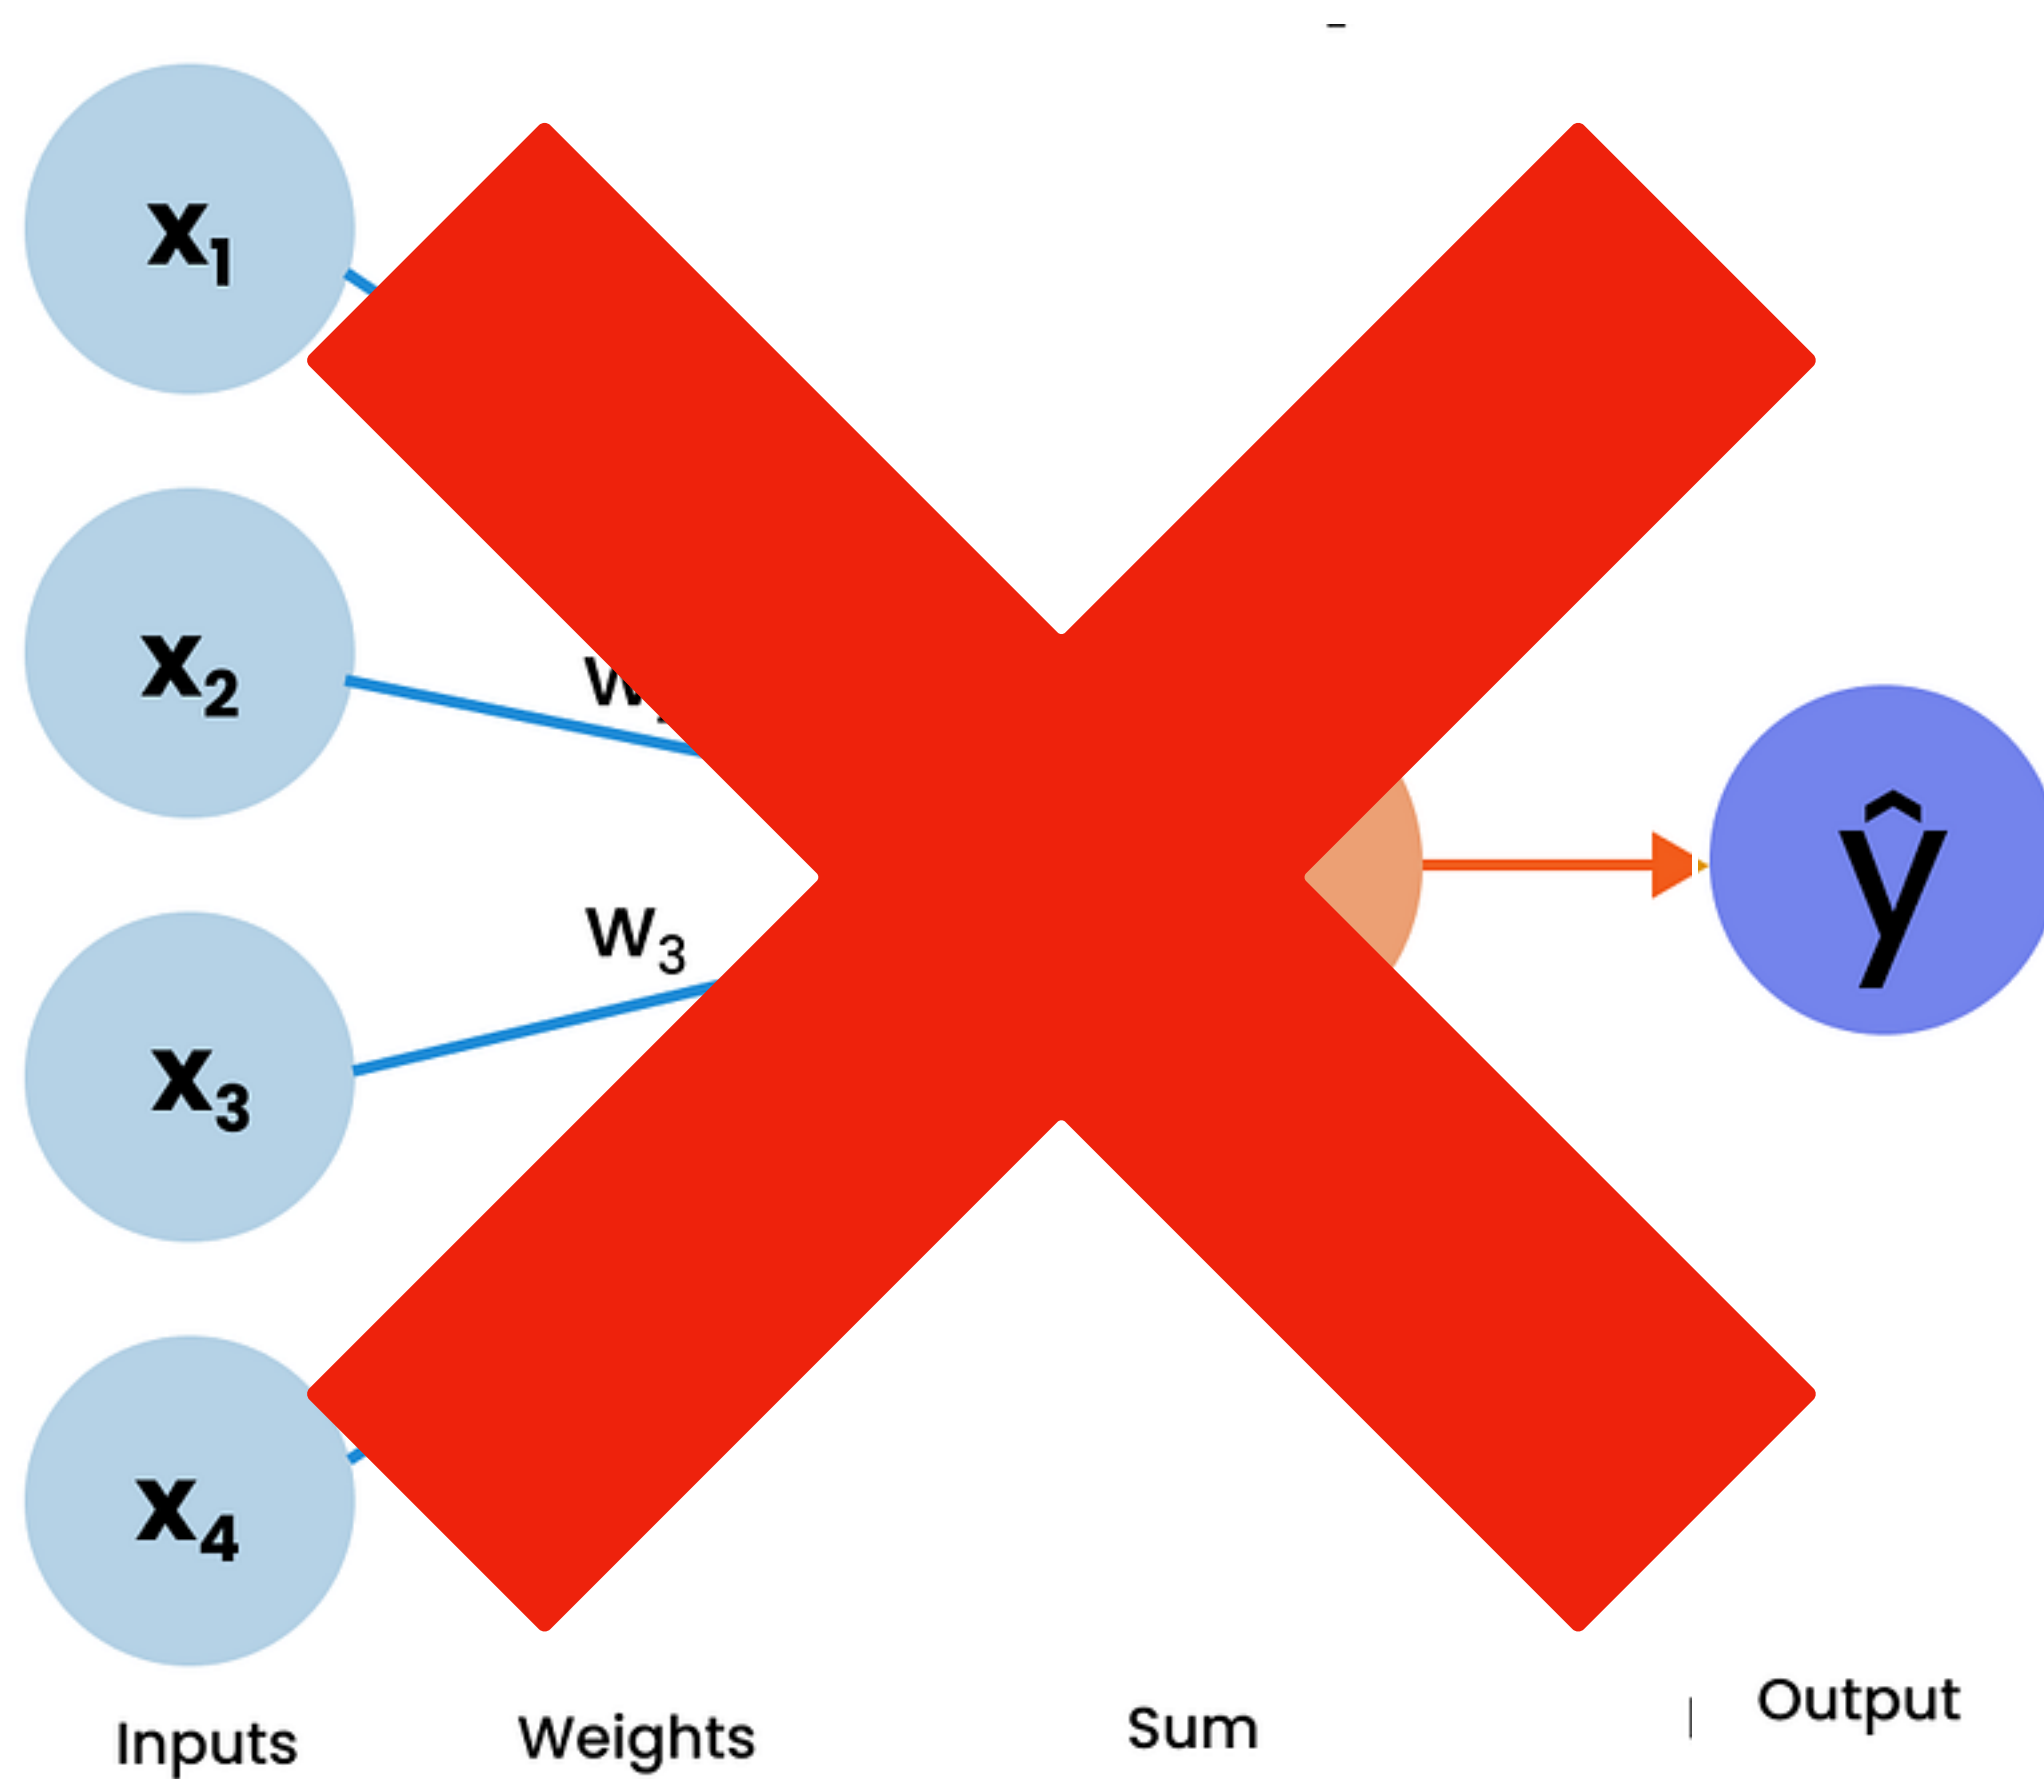 x₁
x₂
W₃
x₃
x₄
ŷ
Inputs
Weights
Sum
Output